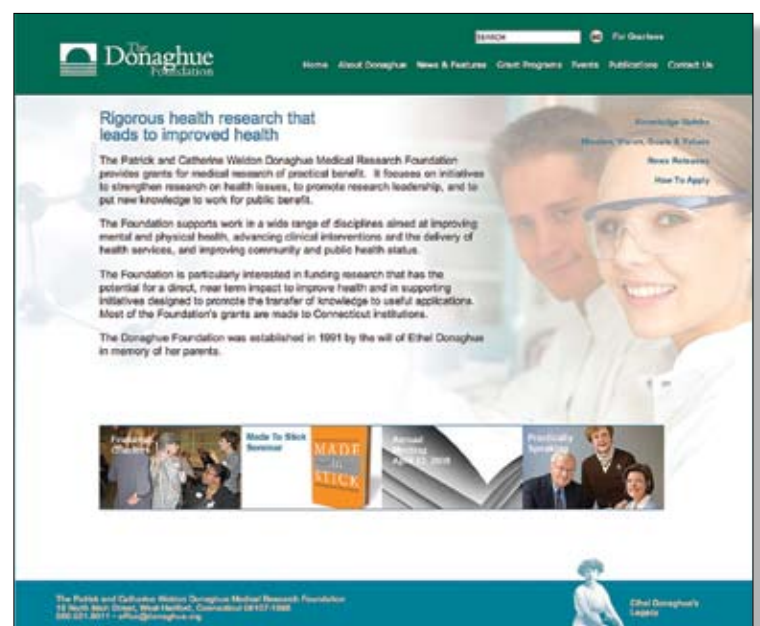 SEARCH
GO
For Grantees
The
Donaghue
Foundation
Home About Donaghue News & Features Grant Programs Events Publications Contact Us
Rigorous health research that
leads to improved health
Knowledge Uptake
Mission, Vision, Goals & Values
News Releases
How To Apply
The Patrick and Catherine Weldon Donaghue Medical Research Foundation
provides grants for medical research of practical benefit. It focuses on initiatives
to strengthen research on health issues, to promote research leadership, and to
put new knowledge to work for public benefit.
The Foundation supports work in a wide range of disciplines aimed at improving
mental and physical health, advancing clinical interventions and the delivery of
health services, and improving community and public health status.
The Foundation is particularly interested in funding research that has the
potential for a direct, near term impact to improve health and in supporting
initiatives designed to promote the transfer of knowledge to useful applications.
Most of the Foundation's grants are made to Connecticut institutions.
The Donaghue Foundation was established in 1991 by the will of Ethel Donaghue
in memory of her parents.
Made To Stick
Seminar
MADE
to
STICK
Annual
Meeting
Practically
Speaking
The Patrick and Catherine Weldon Donaghue Medical Research Foundation
18 North Main Street, West Hartford, Connecticut
office@donaghue.org
Ethel Donaghue's
Legacy